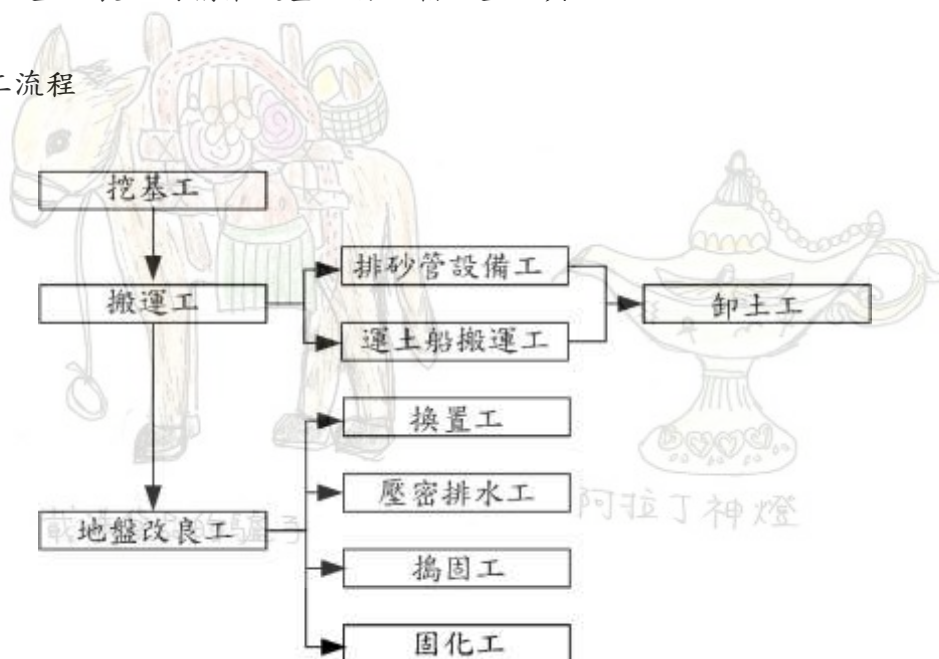 工流程
挖基工
搬運工
排砂管設備工
運土船搬運工
卸土工
換置工
壓密排水工
地盤改良工
搗固工
固化工
阿拉丁神燈